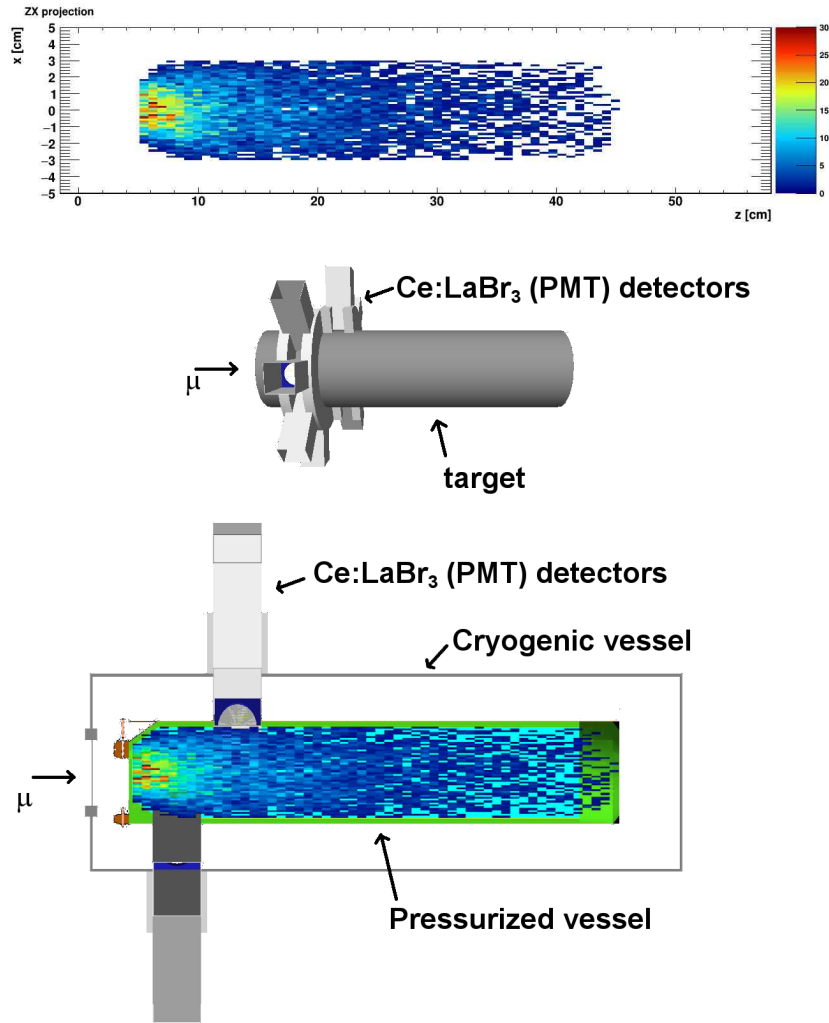 ZX projection
x [cm]
5
4
3
2
1
0
-1
-2
-3
-4
-5
0 10 20 30 40 50
z [cm]
30
25
20
15
10
5
0
Ce:LaBr₃ (PMT) detectors
μ
target
Ce:LaBr₃ (PMT) detectors
Cryogenic vessel
μ
Pressurized vessel